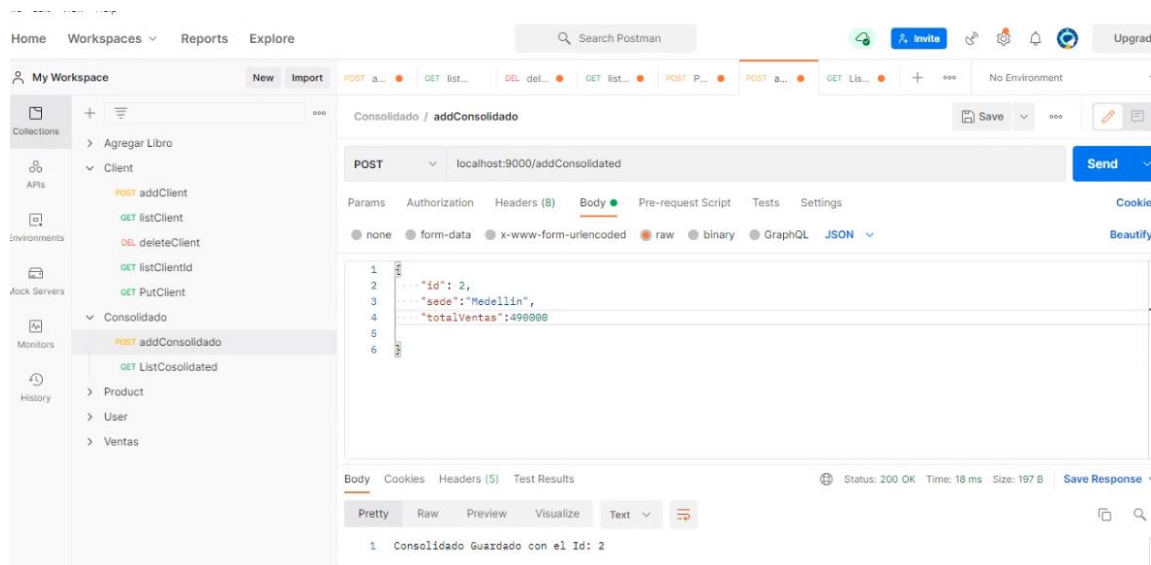 Home Workspaces Reports Explore Search Postman Invite Upgrad
My Workspace New Import POST a... GET list... DEL del... GET list... POST P... POST a... GET Lis... + ooo No Environment
Collections
APIs
Environments
Mock Servers
Monitors
History
+ ooo
Agregar Libro
Client
POST addClient
GET listClient
DEL deleteClient
GET listClientId
GET PutClient
Consolidado
POST addConsolidado
GET ListCosolidated
Product
User
Ventas
Consolidado / addConsolidado Save ooo
POST localhost:9000/addConsolidated Send
Params Authorization Headers (8) Body Pre-request Script Tests Settings Cookie
none form-data x-www-form-urlencoded raw binary GraphQL JSON Beautify
1 {
2 "id": 2,
3 "sede":"Medellin",
4 "totalVentas":490000
5
6 }
Body Cookies Headers (5) Test Results Status: 200 OK Time: 18 ms Size: 197 B Save Response
Pretty Raw Preview Visualize Text
1 Consolidado Guardado con el Id: 2